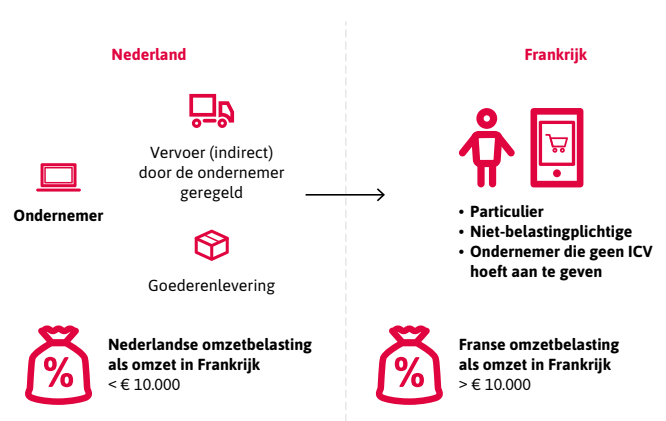 Nederland
Vervoer (indirect)
door de ondernemer
geregeld
Ondernemer
Goederenlevering
%
Nederlandse omzetbelasting
als omzet in Frankrijk
< € 10.000
Frankrijk
• Particulier
• Niet-belastingplichtige
• Ondernemer die geen ICV
hoeft aan te geven
%
Franse omzetbelasting
als omzet in Frankrijk
> € 10.000